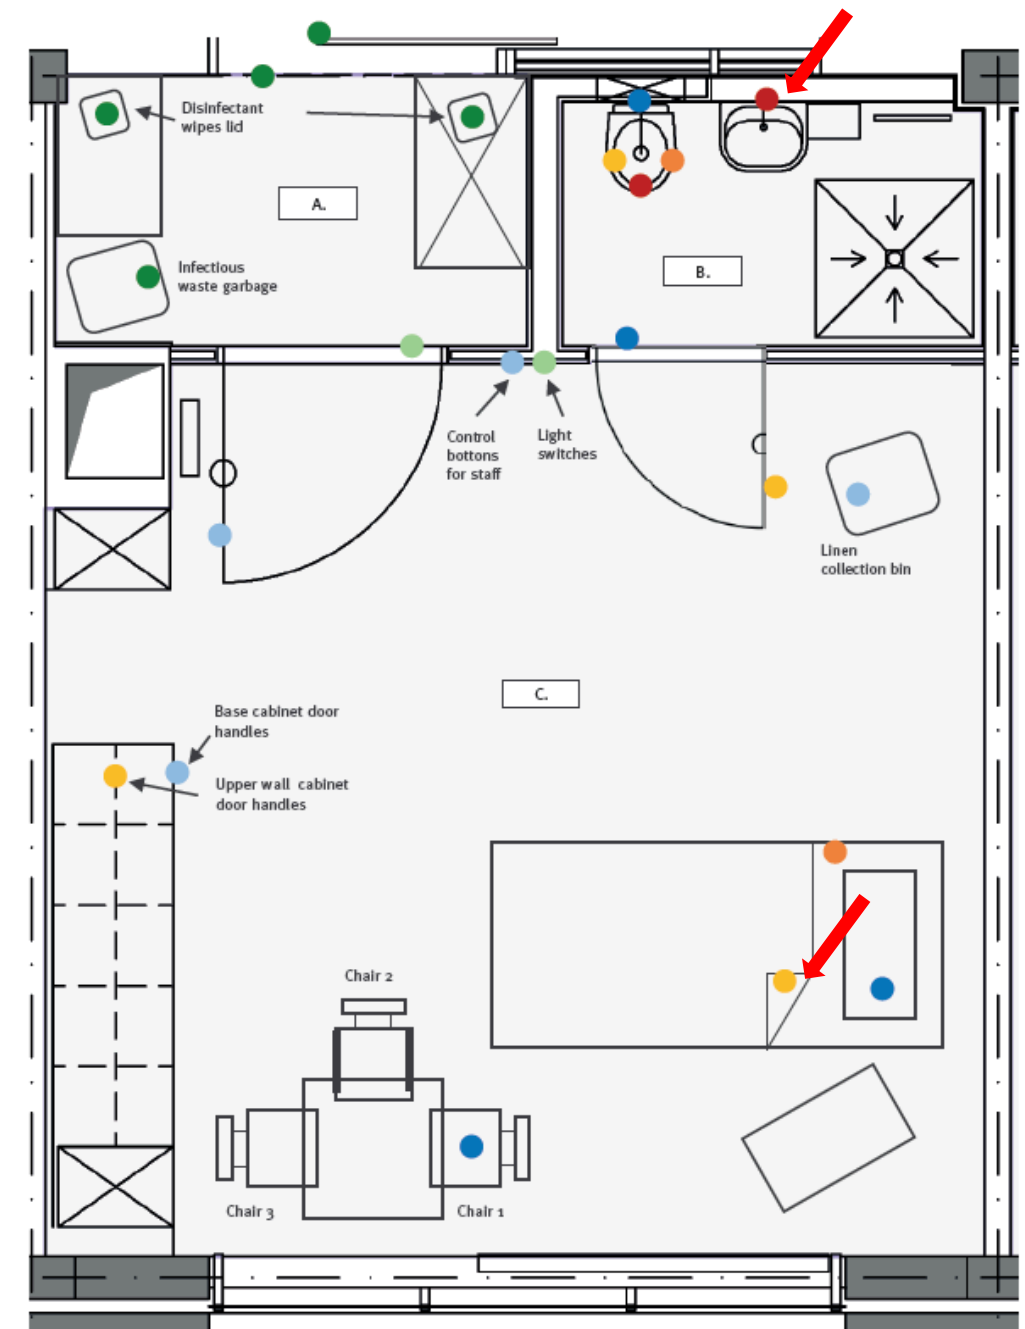 Disinfectant
wipes lid
A.
Infectious
waste garbage
B.
Control
bottons
for staff
Light
switches
Linen
collection bin
C.
Base cabinet door
handles
Upper wall cabinet
door handles
Chair 2
Chair 3
Chair 1